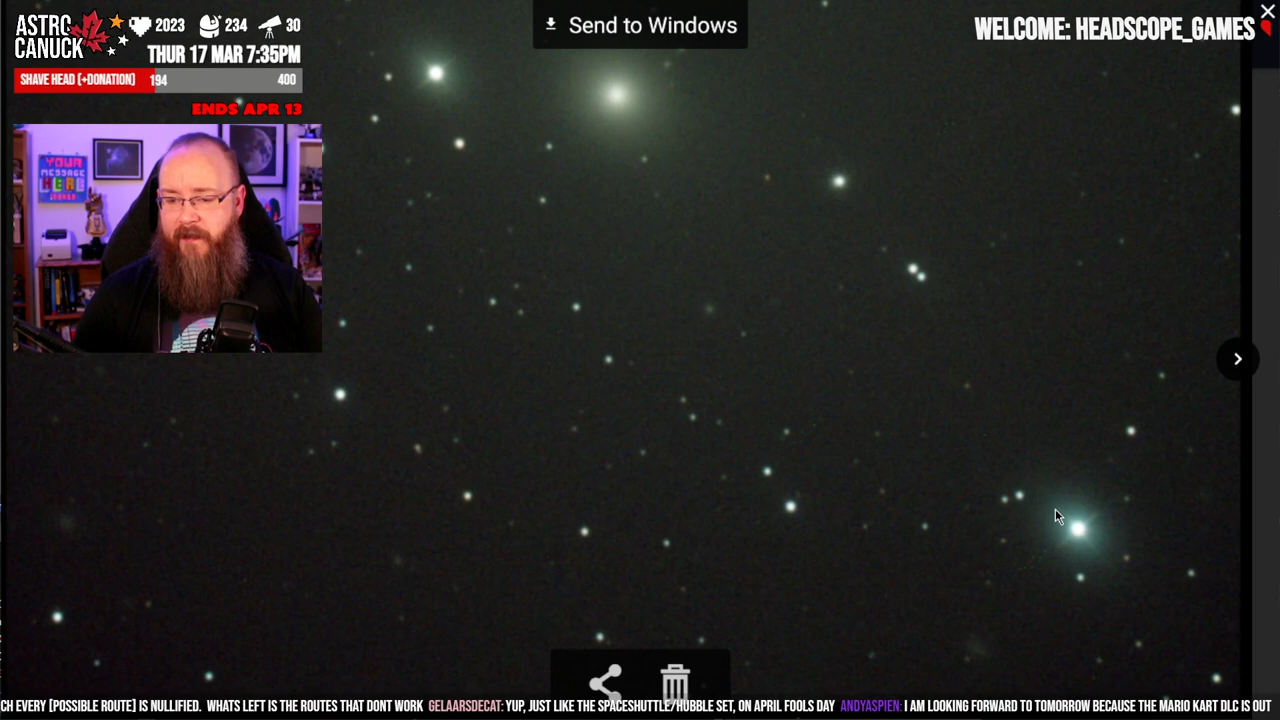 ASTRO
CANUCK
2023
234
30
THUR 17 MAR 7:35PM
SHAVE HEAD (+DONATION) 194 400
ENDS APR 13
Send to Windows
WELCOME: HEADSCOPE_GAMES
YOUR
MESSAGE
HERE
CH EVERY [POSSIBLE ROUTE] IS NULLIFIED. WHATS LEFT IS THE ROUTES THAT DONT WORK GELAARSDECAT: YUP, JUST LIKE THE SPACESHUTTLE/HUBBLE SET, ON APRIL FOOLS DAY ANDYASPIEN: I AM LOOKING FORWARD TO TOMORROW BECAUSE THE MARIO KART DLC IS OUT